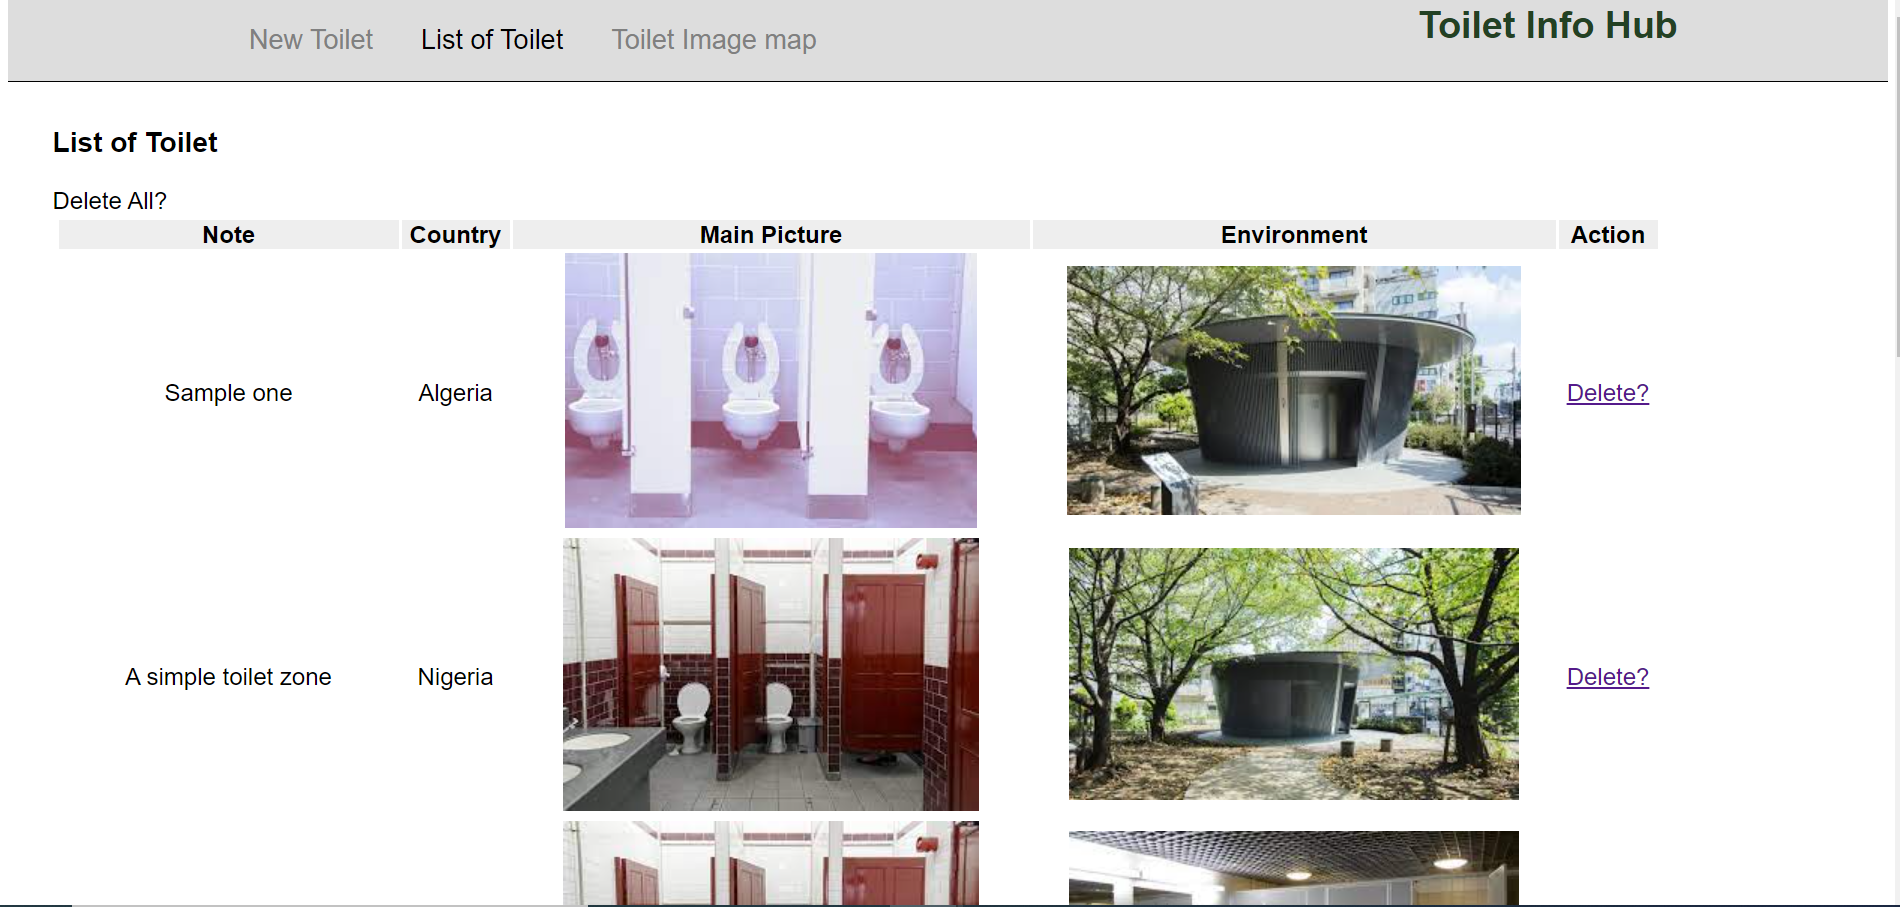 New Toilet List of Toilet Toilet Image map Toilet Info Hub
List of Toilet
Delete All?
Note Country Main Picture Environment Action
Sample one Algeria Delete?
A simple toilet zone Nigeria Delete?